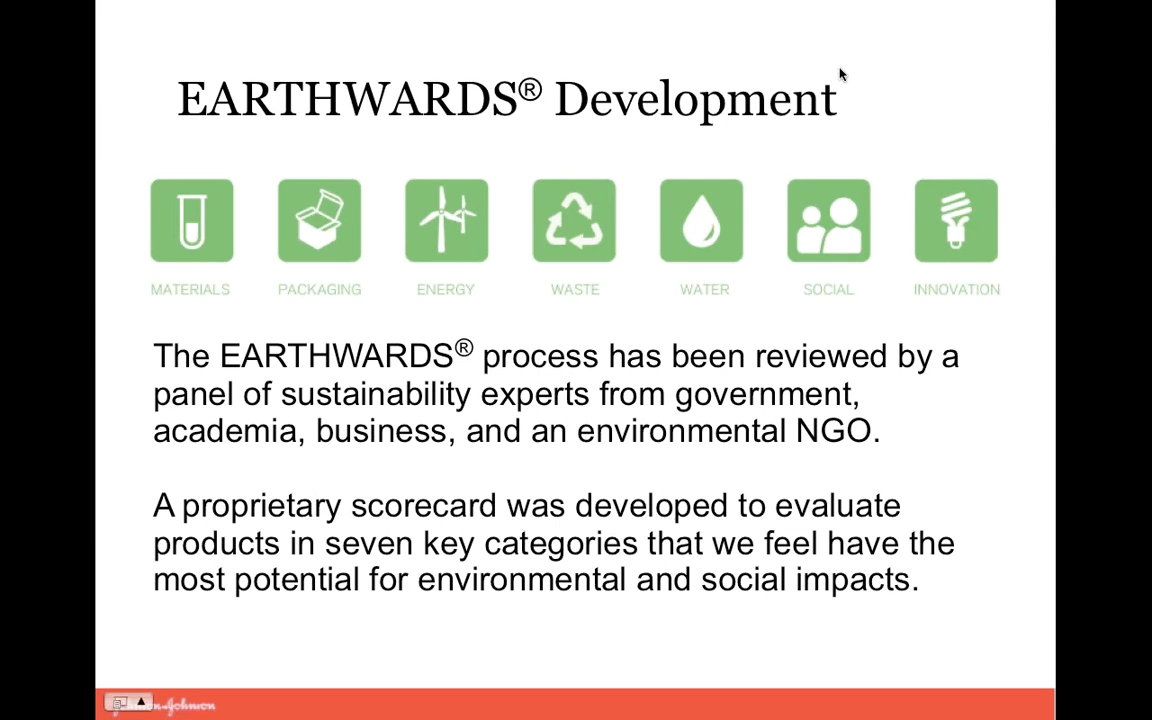 EARTHWARDS® Development
MATERIALS PACKAGING ENERGY WASTE WATER SOCIAL INNOVATION
The EARTHWARDS® process has been reviewed by a
panel of sustainability experts from government,
academia, business, and an environmental NGO.
A proprietary scorecard was developed to evaluate
products in seven key categories that we feel have the
most potential for environmental and social impacts.